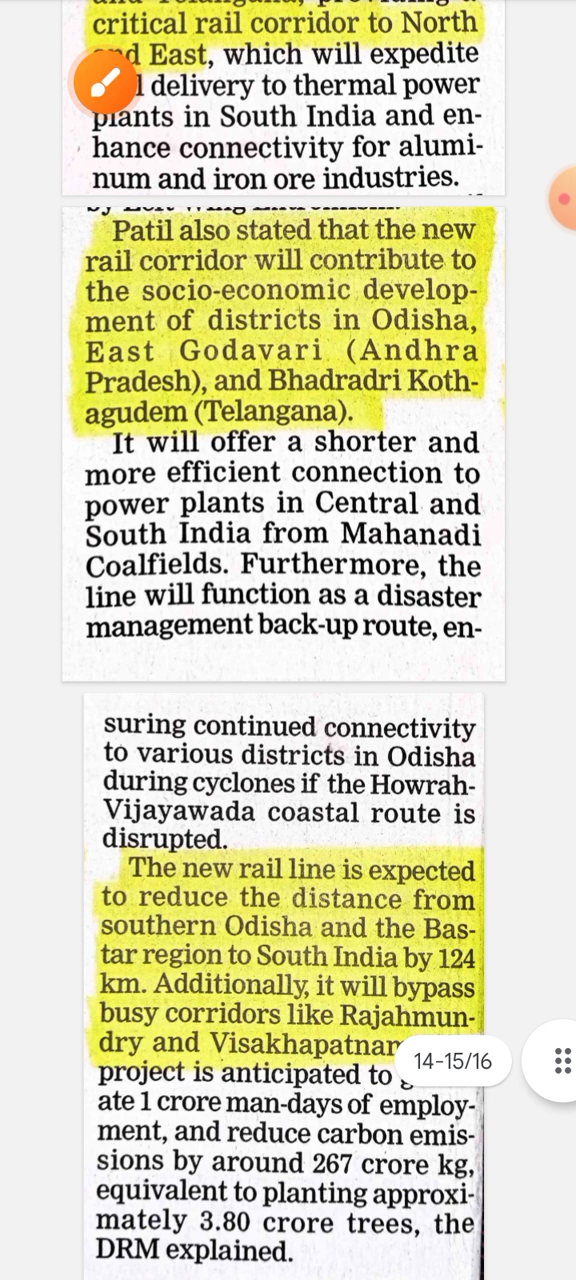 critical rail corridor to North
East, which will expedite
delivery to thermal power
plants in South India and en-
hance connectivity for alumi-
num and iron ore industries.
Patil also stated that the new
rail corridor will contribute to
the socio-economic develop-
ment of districts in Odisha,
East Godavari (Andhra
Pradesh), and Bhadradri Koth-
agudem (Telangana).
It will offer a shorter and
more efficient connection to
power plants in Central and
South India from Mahanadi
Coalfields. Furthermore, the
line will function as a disaster
management back-up route, en-
suring continued connectivity
to various districts in Odisha
during cyclones if the Howrah-
Vijayawada coastal route is
disrupted.
The new rail line is expected
to reduce the distance from
southern Odisha and the Bas-
tar region to South India by 124
km. Additionally, it will bypass
busy corridors like Rajahmun-
dry and
14-15/16
project is anticipated to
ate 1 crore man-days of employ-
ment, and reduce carbon emis-
sions by around 267 crore kg,
equivalent to planting approxi-
mately 3.80 crore trees, the
DRM explained.